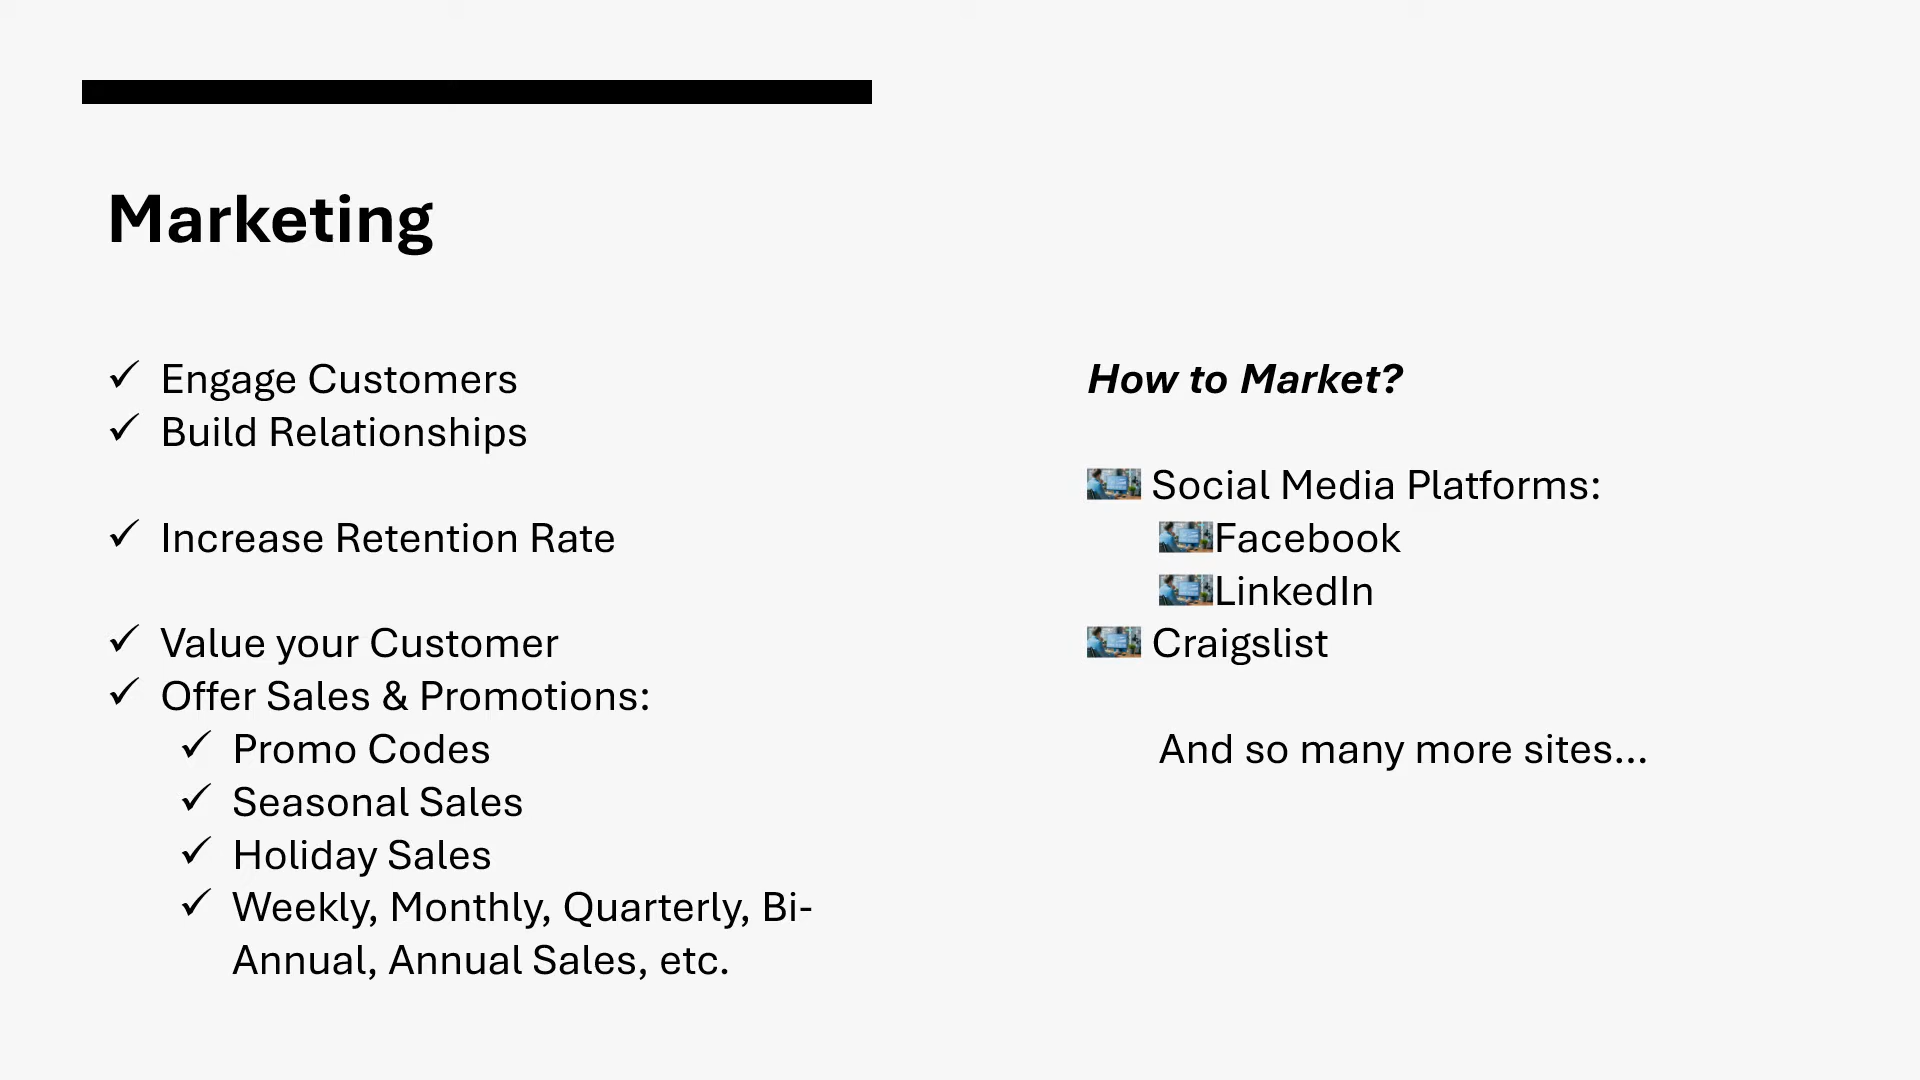 Marketing
✓ Engage Customers
✓ Build Relationships
✓ Increase Retention Rate
✓ Value your Customer
✓ Offer Sales & Promotions:
✓ Promo Codes
✓ Seasonal Sales
✓ Holiday Sales
✓ Weekly, Monthly, Quarterly, Bi-
Annual, Annual Sales, etc.
How to Market?
Social Media Platforms:
Facebook
LinkedIn
Craigslist
And so many more sites...